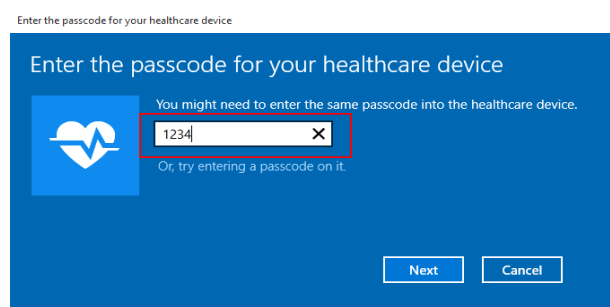 Enter the passcode for your healthcare device
Enter the passcode for your healthcare device
You might need to enter the same passcode into the healthcare device.
1234
Or, try entering a passcode on it.
Next
Cancel